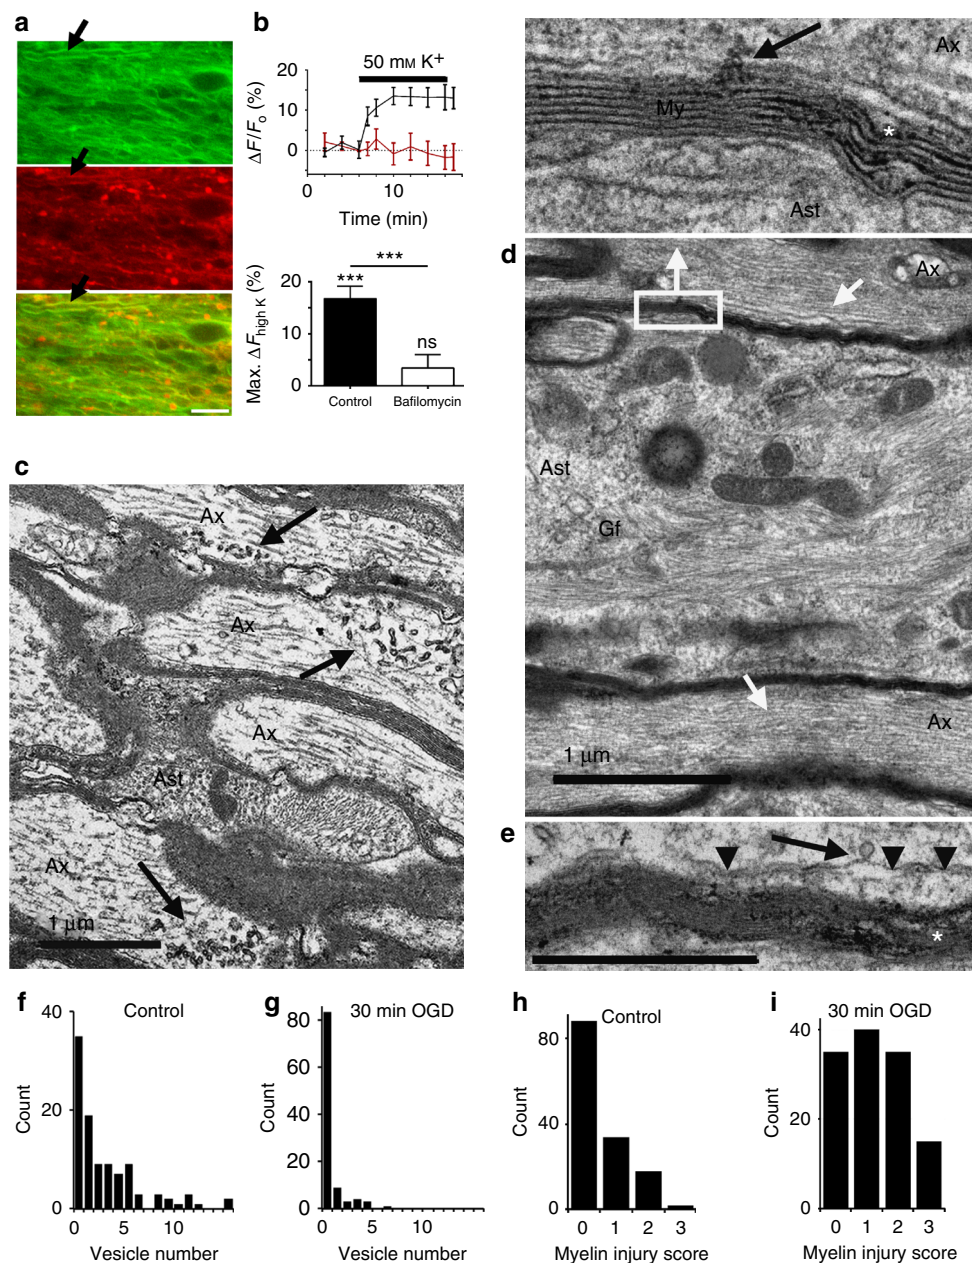 a
b
50 mM K⁺
ΔF/Fo (%)
20
10
0
0
10
Time (min)
Max. ΔFhigh K (%)
20
10
0
***
***
ns
Control
Bafilomycin
Ax
My
*
Ast
d
Ax
Ast
Gf
Ax
1 µm
c
Ax
Ax
Ax
Ast
Ax
1 µm
e
*
f
Control
Count
40
20
0
0
5
10
Vesicle number
g
30 min OGD
Count
80
60
40
20
0
0
5
10
Vesicle number
h
Control
Count
80
40
0
0
1
2
3
Myelin injury score
i
30 min OGD
Count
40
20
0
0
1
2
3
Myelin injury score